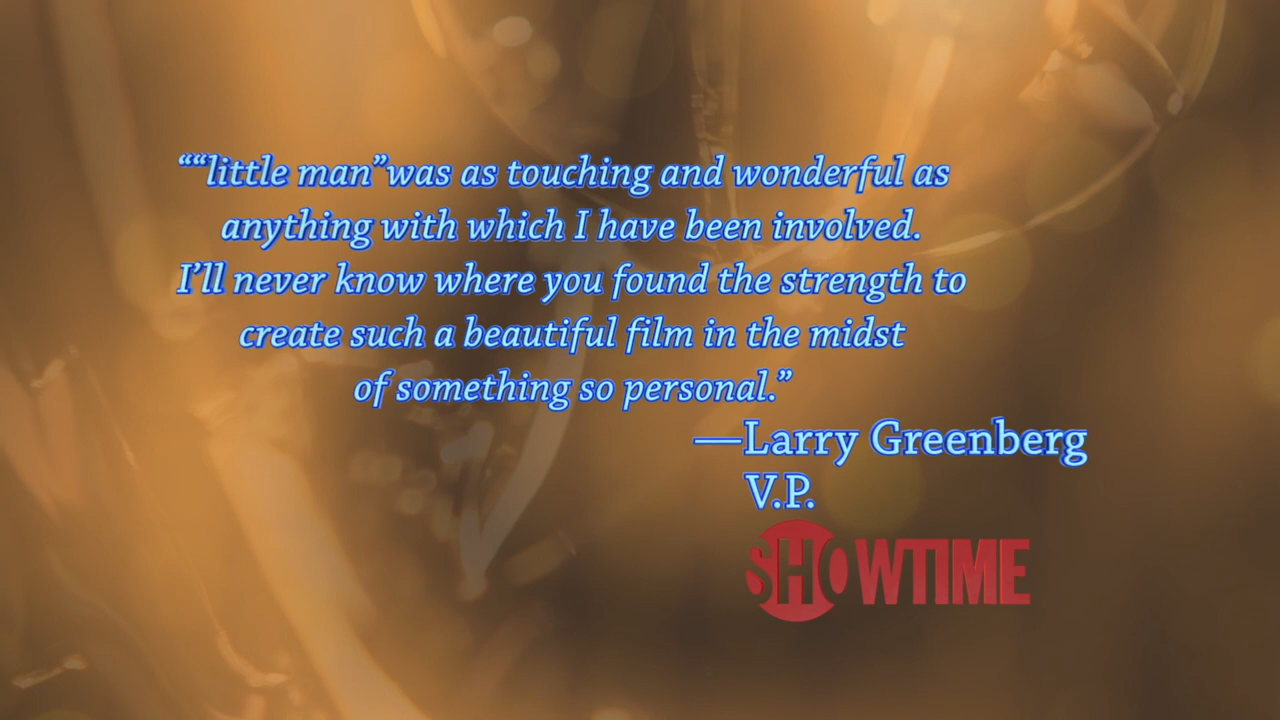 ““little man”was as touching and wonderful as
anything with which I have been involved.
I’ll never know where you found the strength to
create such a beautiful film in the midst
of something so personal.”
—Larry Greenberg
V.P.
SHOWTIME